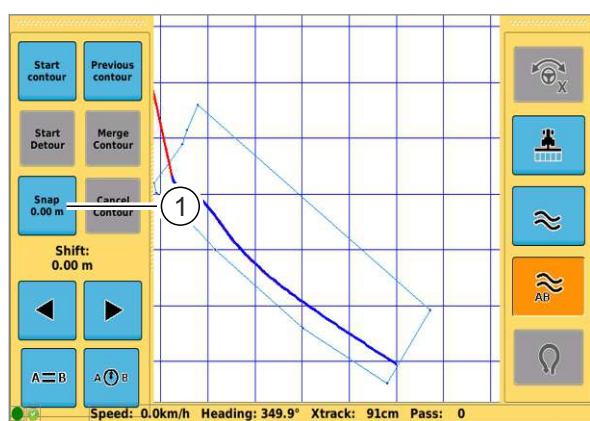 Start
contour
Previous
contour
Start
Detour
Merge
Contour
Snap
0.00 m
Cancel
Contour
1
Shift:
0.00
m
A B
A B
X
AB
Speed: 0.0km/h Heading: 349.9° Xtrack: 91cm Pass: 0